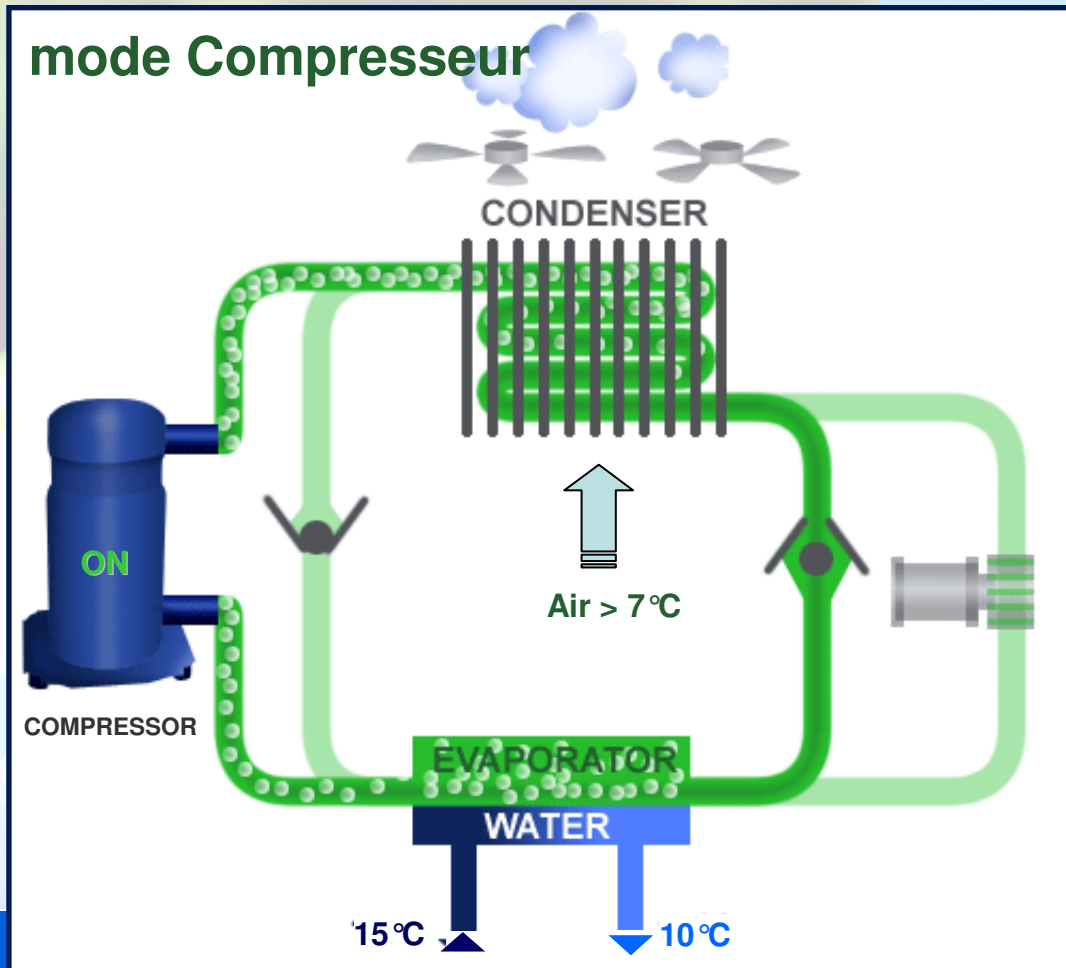 mode Compresseur
CONDENSER
ON
Air > 7°C
COMPRESSOR
EVAPORATOR
WATER
15°C
10°C